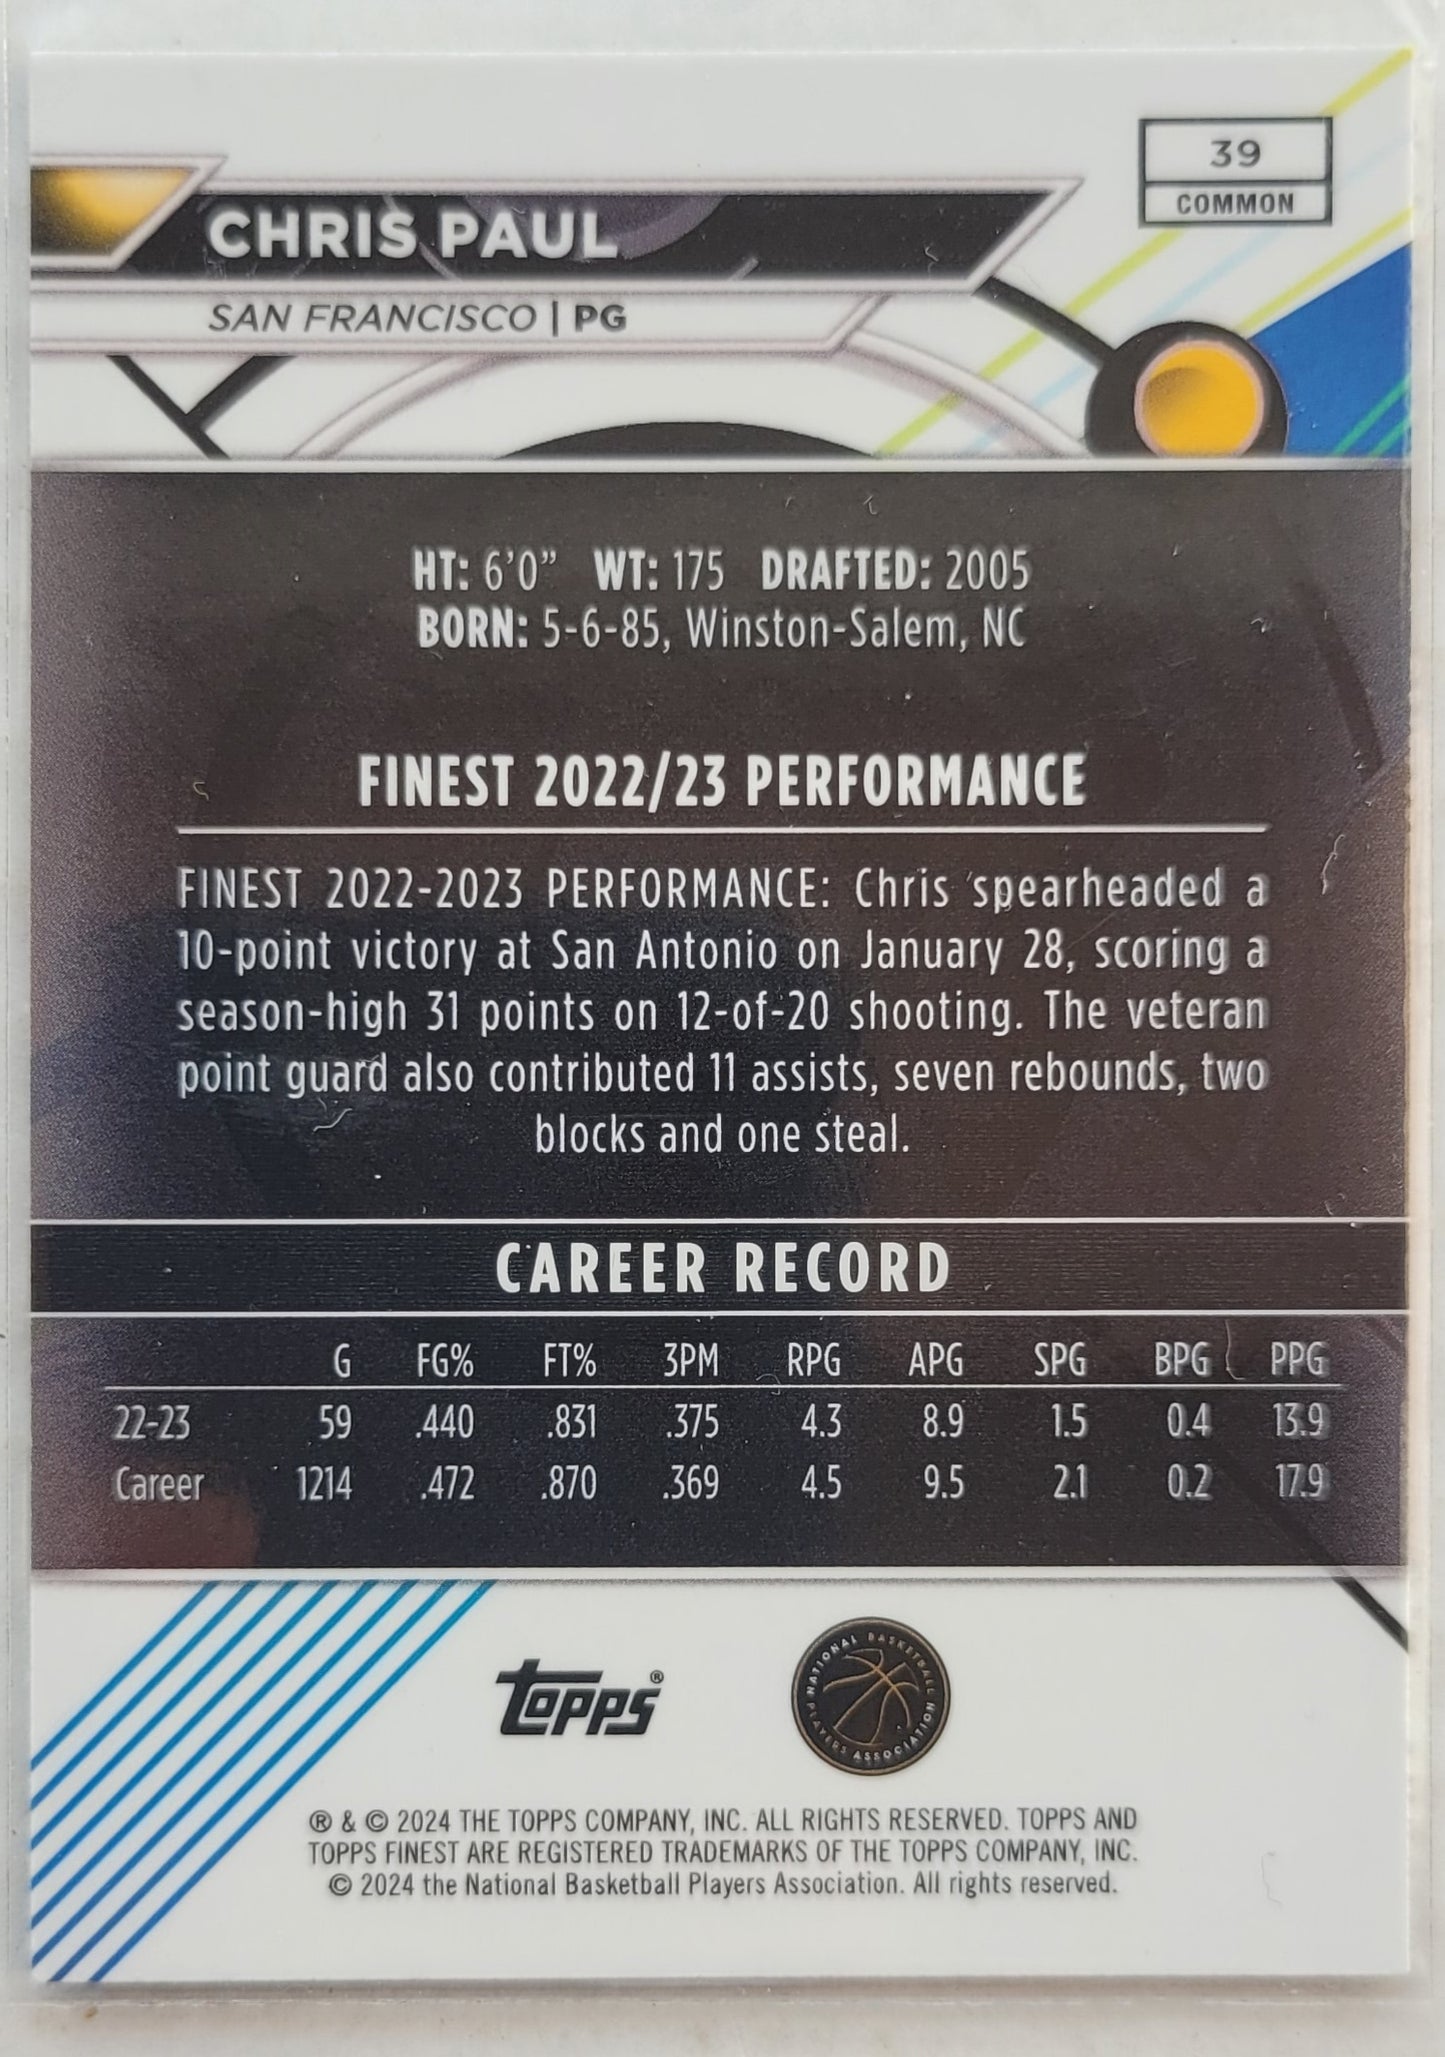 39
COMMON
CHRIS PAUL
SAN FRANCISCO | PG
HT: 6'0" WT: 175 DRAFTED: 2005
BORN: 5-6-85, Winston-Salem, NC
FINEST 2022/23 PERFORMANCE
FINEST 2022-2023 PERFORMANCE: Chris spearheaded a
10-point victory at San Antonio on January 28, scoring a
season-high 31 points on 12-of-20 shooting. The veteran
point guard also contributed 11 assists, seven rebounds, two
blocks and one steal.
CAREER RECORD
G FG% FT% 3PM RPG APG SPG BPG PPG
22-23 59 .440 .831 .375 4.3 8.9 1.5 0.4 13.9
Career 1214 .472 .870 .369 4.5 9.5 2.1 0.2 17.9
Topps®
NATIONAL BASKETBALL
PLAYERS ASSOCIATION
® & © 2024 THE TOPPS COMPANY, INC. ALL RIGHTS RESERVED. TOPPS AND
TOPPS FINEST ARE REGISTERED TRADEMARKS OF THE TOPPS COMPANY, INC.
© 2024 the National Basketball Players Association. All rights reserved.